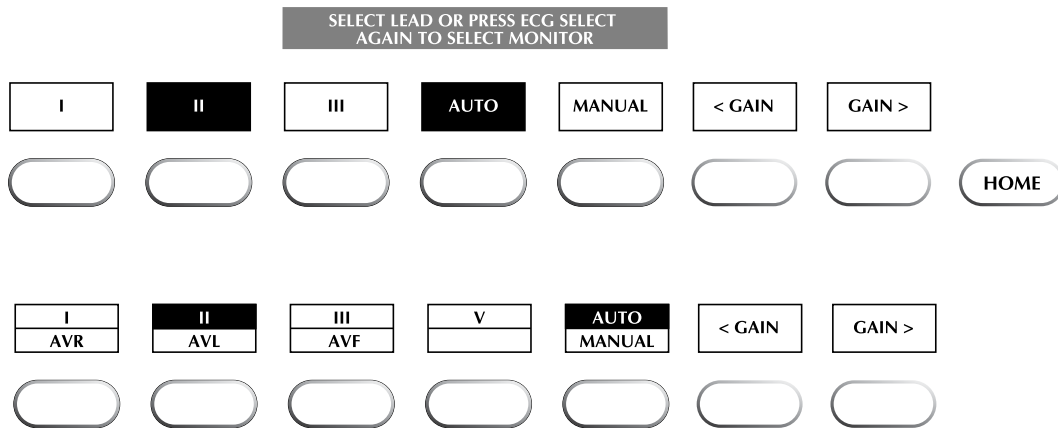 SELECT LEAD OR PRESS ECG SELECT
AGAIN TO SELECT MONITOR
I II III AUTO MANUAL < GAIN GAIN >
HOME
I II III V AUTO < GAIN GAIN >
AVR AVL AVF MANUAL